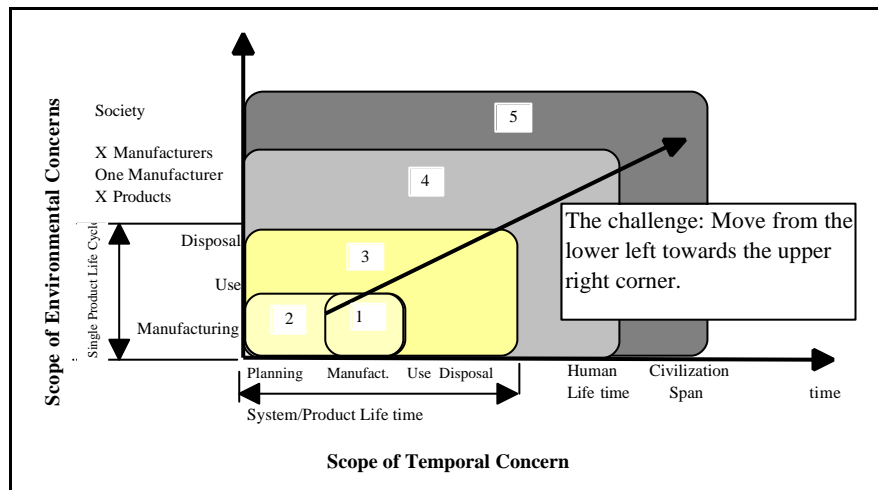 Scope of Environmental Concerns
Society
X Manufacturers
One Manufacturer
X Products
Single Product Life Cycle
Disposal
Use
Manufacturing
5
4
3
2
1
The challenge: Move from the
lower left towards the upper
right corner.
Planning
Manufact.
Use Disposal
Human
Life time
Civilization
Span
time
System/Product Life time
Scope of Temporal Concern